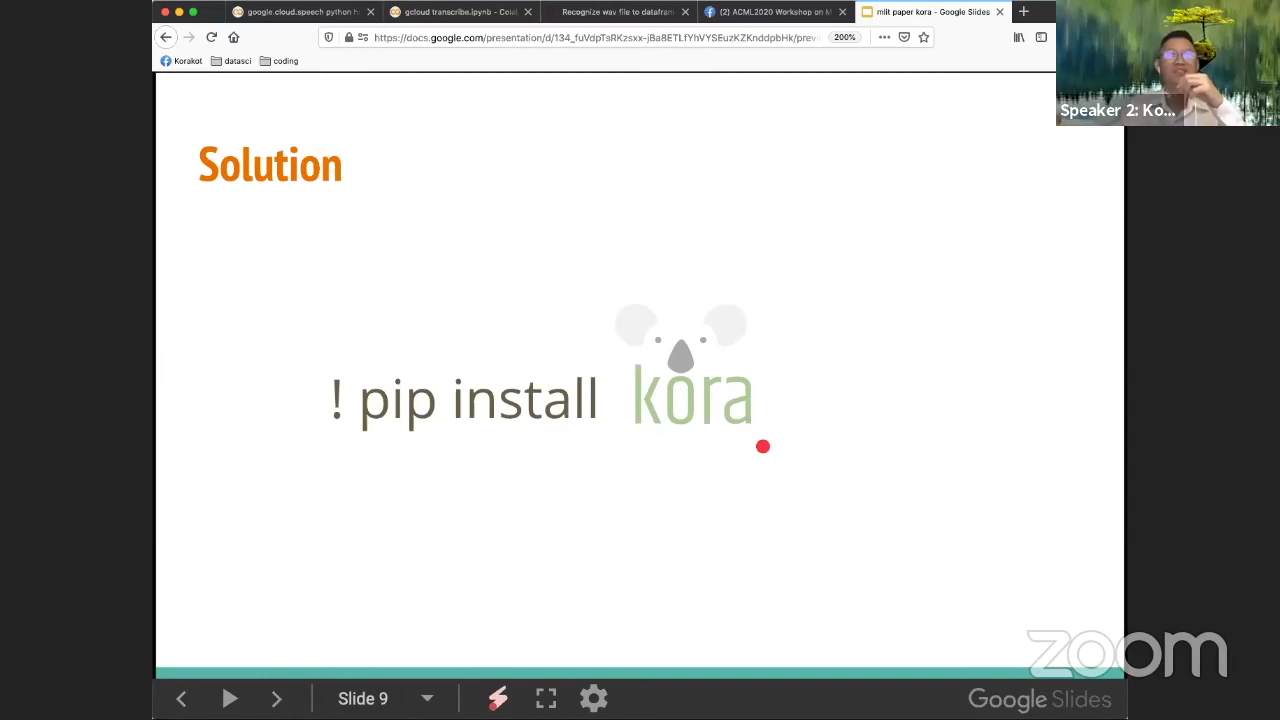 google.cloud.speech python h
gcloud transcribe.ipynb - Colab
Recognize wav file to datafram
(2) ACML2020 Workshop on M
mlit paper kora - Google Slides
https://docs.google.com/presentation/d/134_fuVdpTsRKzsxx-jBa8ETLfYhVYSEuzKZKnddpbHk/previ
200%
Korakot
datasci
coding
Speaker 2: Ko...
Solution
! pip install kora
zoom
Slide 9
Google Slides